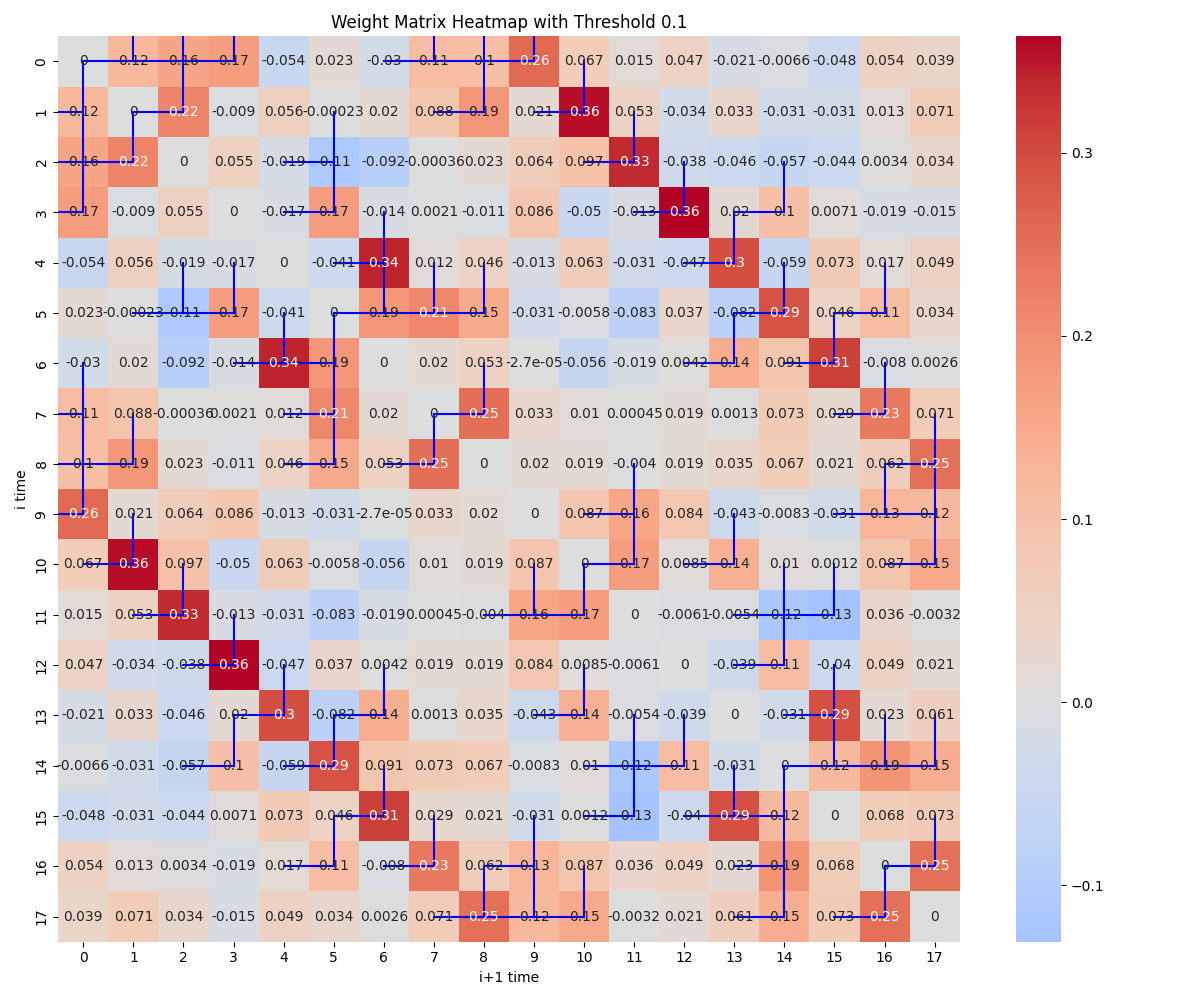 Weight Matrix Heatmap with Threshold 0.1
0 0 0.12 0.16 0.17 -0.054 0.023 -0.03 0.11 0.1 0.26 0.067 0.015 0.047 -0.021 -0.0066 -0.048 0.054 0.039
1 0.12 0 0.22 -0.009 0.056 -0.00023 0.02 0.088 0.19 0.021 0.36 0.053 -0.034 0.033 -0.031 -0.031 0.013 0.071
2 0.16 0.22 0 0.055 -0.019 -0.11 -0.092 -0.00036 0.023 0.064 0.097 0.33 -0.038 -0.046 -0.057 -0.044 0.0034 0.034
3 0.17 -0.009 0.055 0 -0.017 0.17 -0.014 0.0021 -0.011 0.086 -0.05 -0.013 0.36 0.02 0.1 0.0071 -0.019 -0.015
4 -0.054 0.056 -0.019 -0.017 0 -0.041 0.34 0.012 0.046 -0.013 0.063 -0.031 -0.047 0.3 -0.059 0.073 0.017 0.049
5 0.023 -0.00023 -0.11 0.17 -0.041 0 0.19 0.21 0.15 -0.031 -0.0058 -0.083 0.037 -0.082 0.29 0.046 0.11 0.034
6 -0.03 0.02 -0.092 -0.014 0.34 0.19 0 0.02 0.053 -2.7e-05 -0.056 -0.019 0.0042 0.14 0.091 0.31 -0.008 0.0026
7 0.11 0.088 -0.00036 0.0021 0.012 0.21 0.02 0 0.25 0.033 0.01 0.00045 0.019 0.0013 0.073 0.029 0.23 0.071
8 0.1 0.19 0.023 -0.011 0.046 0.15 0.053 0.25 0 0.02 0.019 -0.004 0.019 0.035 0.067 0.021 0.062 0.25
9 0.26 0.021 0.064 0.086 -0.013 -0.031 -2.7e-05 0.033 0.02 0 0.087 0.16 0.084 -0.043 -0.0083 -0.031 0.13 0.12
10 0.067 0.36 0.097 -0.05 0.063 -0.0058 -0.056 0.01 0.019 0.087 0 0.17 0.0085 0.14 0.01 0.0012 0.087 0.15
11 0.015 0.053 0.33 -0.013 -0.031 -0.083 -0.019 0.00045 -0.004 0.16 0.17 0 -0.0061 -0.0054 -0.12 -0.13 0.036 -0.0032
12 0.047 -0.034 -0.038 0.36 -0.047 0.037 0.0042 0.019 0.019 0.084 0.0085 -0.0061 0 -0.039 0.11 -0.04 0.049 0.021
13 -0.021 0.033 -0.046 0.02 0.3 -0.082 0.14 0.0013 0.035 -0.043 0.14 -0.0054 -0.039 0 -0.031 0.29 0.023 0.061
14 -0.0066 -0.031 -0.057 0.1 -0.059 0.29 0.091 0.073 0.067 -0.0083 0.01 -0.12 0.11 -0.031 0 0.12 0.19 0.15
15 -0.048 -0.031 -0.044 0.0071 0.073 0.046 0.31 0.029 0.021 -0.031 0.0012 -0.13 -0.04 0.29 0.12 0 0.068 0.073
16 0.054 0.013 0.0034 -0.019 0.017 0.11 -0.008 0.23 0.062 0.13 0.087 0.036 0.049 0.023 0.19 0.068 0 0.25
17 0.039 0.071 0.034 -0.015 0.049 0.034 0.0026 0.071 0.25 0.12 0.15 -0.0032 0.021 0.061 0.15 0.073 0.25 0
0 1 2 3 4 5 6 7 8 9 10 11 12 13 14 15 16 17
i+1 time
i time
0.3
0.2
0.1
0.0
−0.1